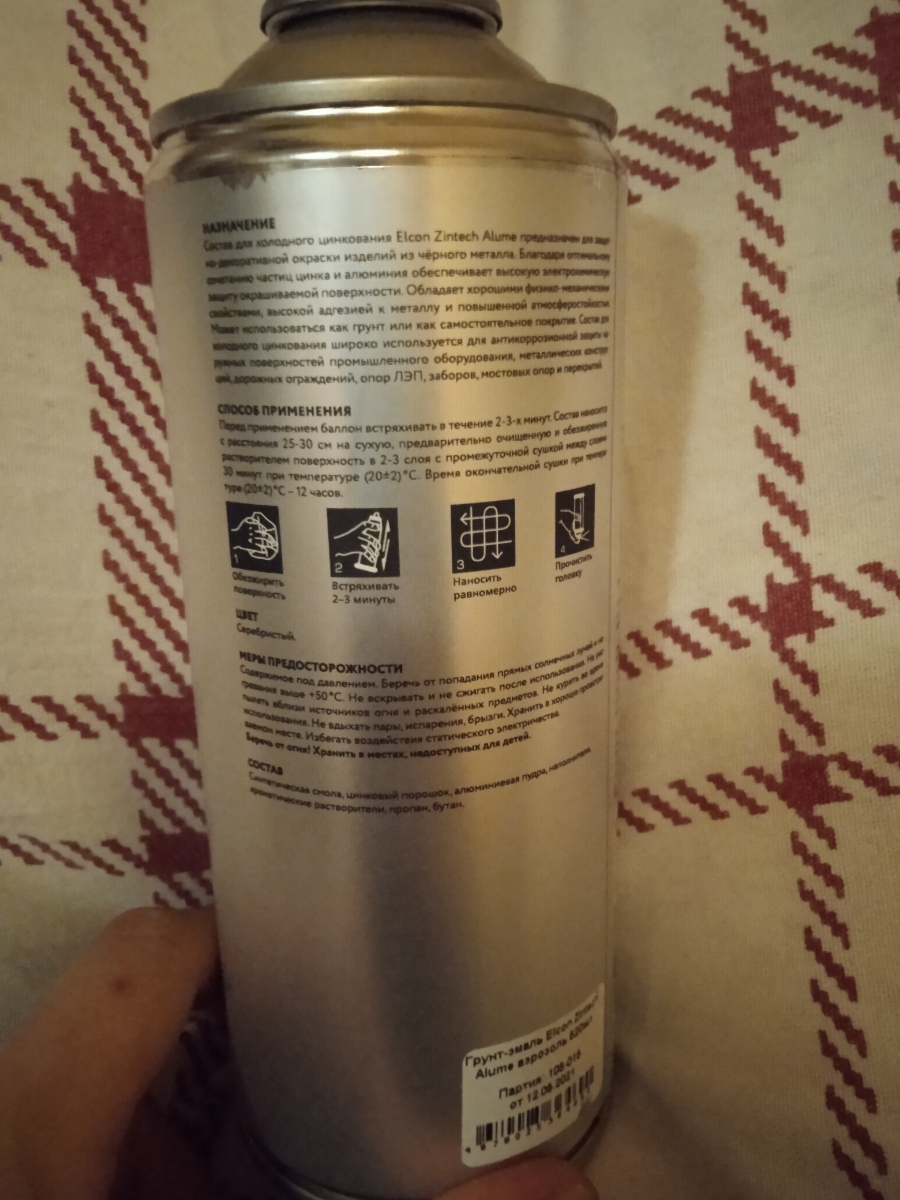 НАЗНАЧЕНИЕ
Состав для холодного цинкования Elcon Zintech Alume предназначен для защит-
но-декоративной окраски изделий из чёрного металла. Благодаря оптимальному
сочетанию частиц цинка и алюминия обеспечивает высокую электрохимическую
защиту окрашиваемой поверхности. Обладает хорошими физико-механическими
свойствами, высокой адгезией к металлу и повышенной атмосферостойкостью.
Может использоваться как грунт или как самостоятельное покрытие. Состав для
холодного цинкования широко используется для антикоррозионной защиты на-
ружных поверхностей промышленного оборудования, металлических конструк-
ций, дорожных ограждений, опор ЛЭП, заборов, мостовых опор и перекрытий.
СПОСОБ ПРИМЕНЕНИЯ
Перед применением баллон встряхивать в течение 2-3-х минут. Состав наносится
с расстояния 25-30 см на сухую, предварительно очищенную и обезжиренную
растворителем поверхность в 2-3 слоя с промежуточной сушкой между слоями
30 минут при температуре (20±2)°С. Время окончательной сушки при темпера-
туре (20±2)°С – 12 часов.
1
Обезжирить
поверхность
2
Встряхивать
2–3 минуты
3
Наносить
равномерно
4
Прочистить
головку
ЦВЕТ
Серебристый.
МЕРЫ ПРЕДОСТОРОЖНОСТИ
Содержимое под давлением. Беречь от попадания прямых солнечных лучей и на-
гревания выше +50°С. Не вскрывать и не сжигать после использования. Не рас-
пылять вблизи источников огня и раскалённых предметов. Не курить во время
использования. Не вдыхать пары, испарения, брызги. Хранить в хорошо проветри-
ваемом месте. Избегать воздействия статического электричества.
Беречь от огня! Хранить в местах, недоступных для детей.
СОСТАВ
Синтетическая смола, цинковый порошок, алюминиевая пудра, наполнители,
ароматические растворители, пропан, бутан.
Грунт-эмаль Elcon Zintech
Alume аэрозоль 520мл
Партия 106-018
от 12.08.2021